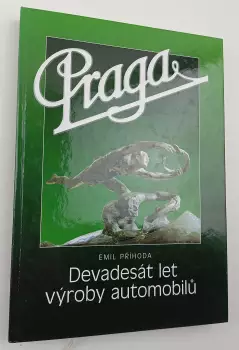 Praga
EMIL PŘÍHODA
Devadesát let
výroby automobilů